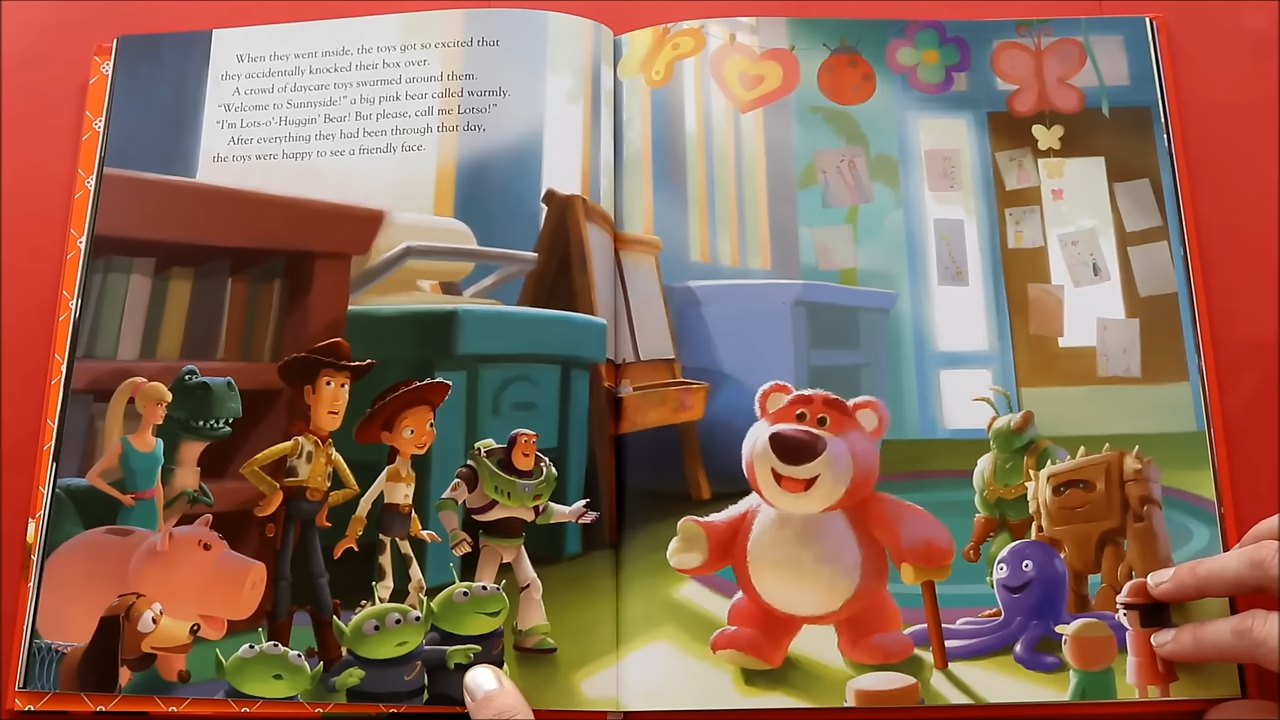 When they went inside, the toys got so excited that
they accidentally knocked their box over.
A crowd of daycare toys swarmed around them.
“Welcome to Sunnyside!” a big pink bear called warmly.
“I’m Lots-o’-Huggin’ Bear! But please, call me Lotso!”
After everything they had been through that day,
the toys were happy to see a friendly face.